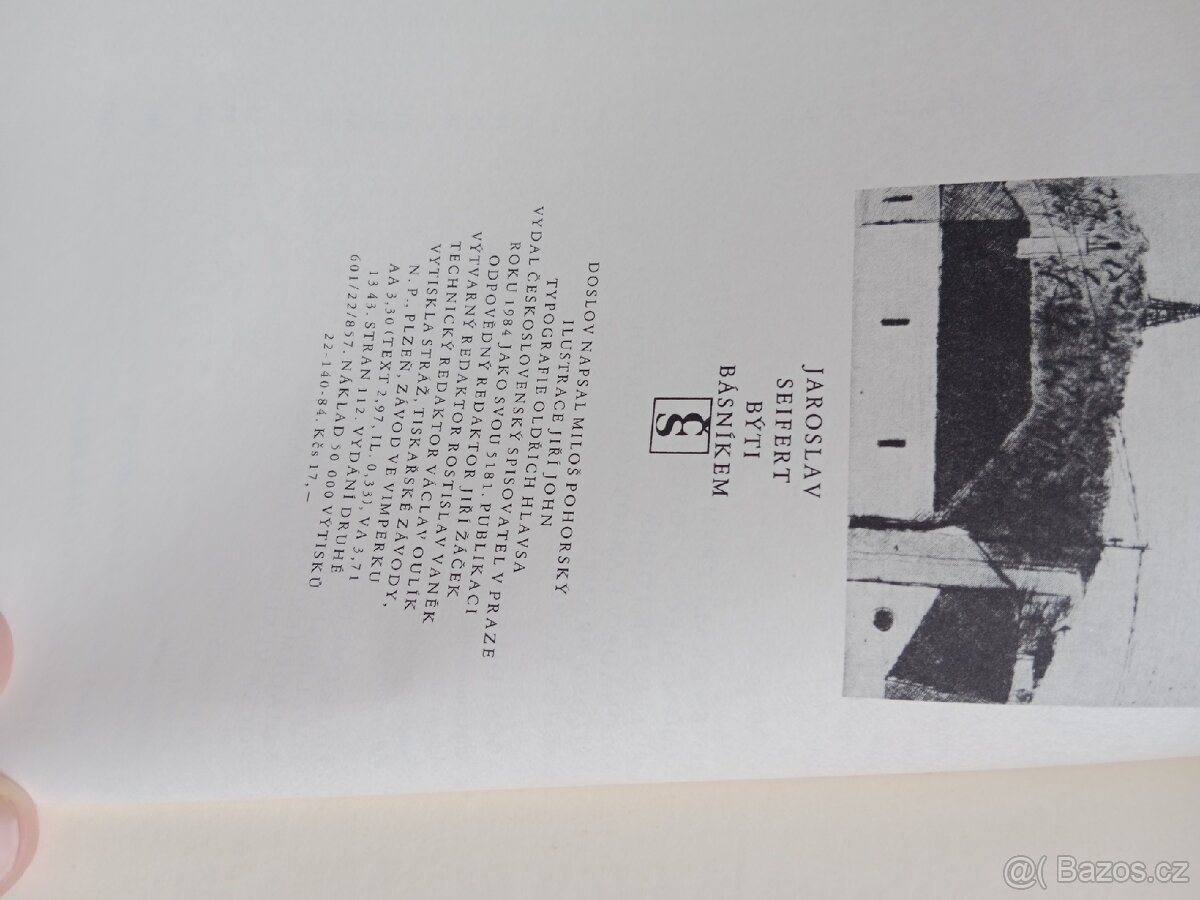 JAROSLAV
SEIFERT
BÝTI
BÁSNÍKEM
ČS
DOSLOV NAPSAL MILOŠ POHORSKÝ
ILUSTRACE JIŘÍ JOHN
TYPOGRAFIE OLDŘICH HLAVSA
VYDAL ČESKOSLOVENSKÝ SPISOVATEL V PRAZE
ROKU 1984 JAKO SVOU 5181. PUBLIKACI
ODPOVĚDNÝ REDAKTOR JIŘÍ ŽÁČEK
VÝTVARNÝ REDAKTOR ROSTISLAV VANĚK
TECHNICKÝ REDAKTOR VÁCLAV OULÍK
VYTISKLA STRÁŽ, TISKAŘSKÉ ZÁVODY,
N. P., PLZEŇ, ZÁVOD VE VIMPERKU
AA 3,30 (TEXT 2,97, IL. 0,33), VA 3,71
1343. STRAN 112. VYDÁNÍ DRUHÉ
601/22/857. NÁKLAD 50 000 VÝTISKŮ
22-140-84. Kčs 17,—
@( Bazos.cz